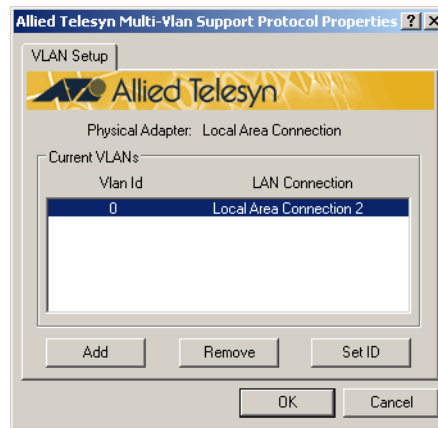 Allied Telesyn Multi-Vlan Support Protocol Properties ? X
VLAN Setup
Allied Telesyn
Physical Adapter: Local Area Connection
Current VLANs
Vlan Id LAN Connection
0 Local Area Connection 2
Add Remove Set ID
OK Cancel